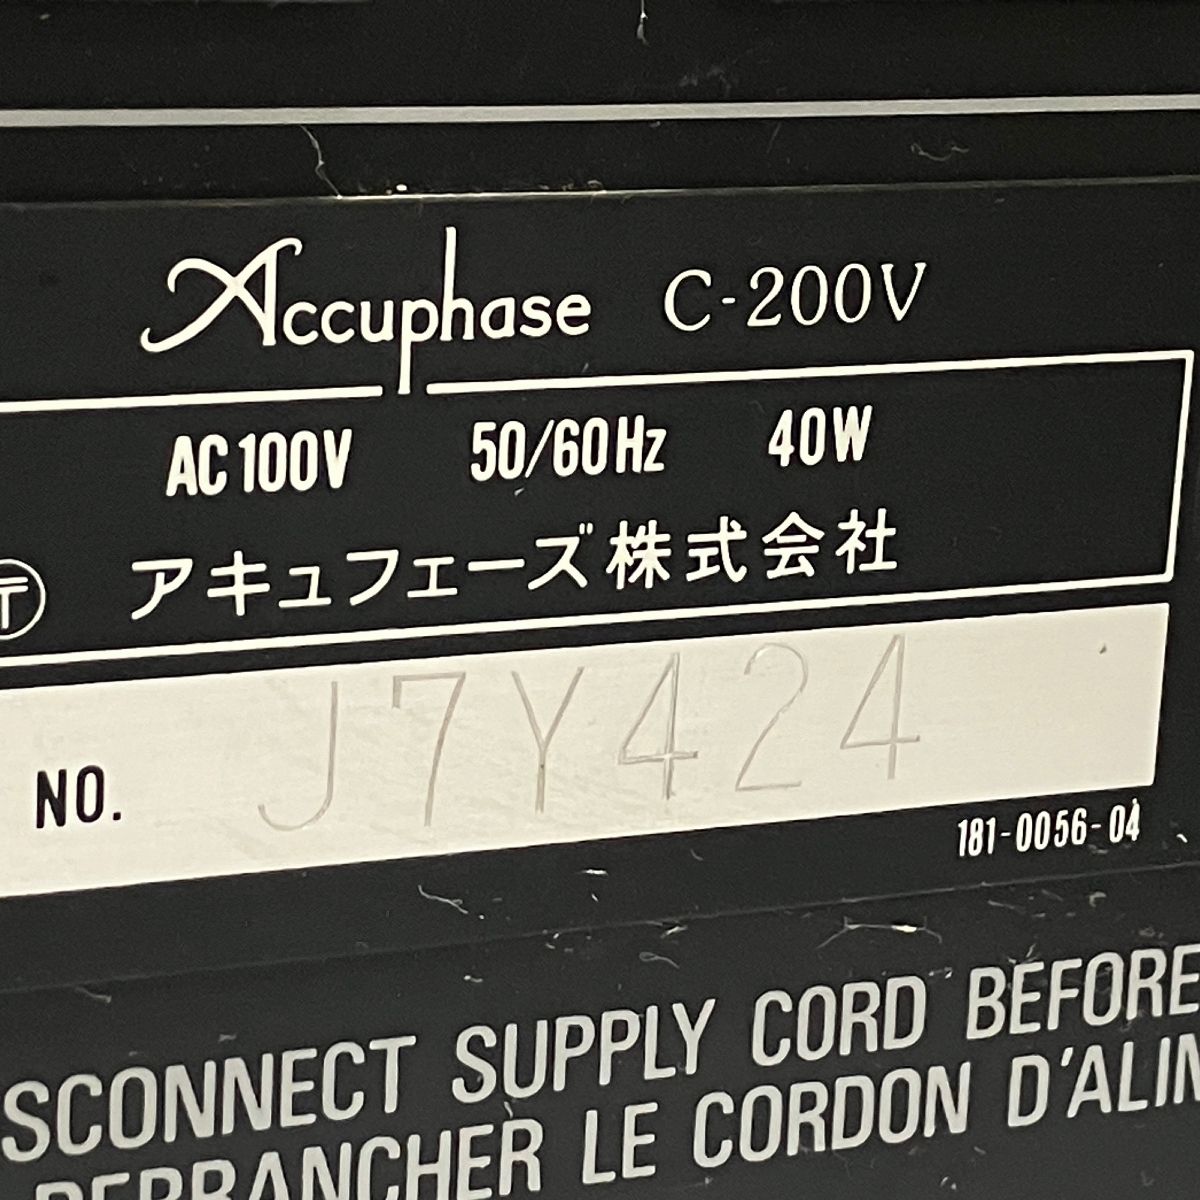 Accuphase C-200V
AC 100V 50/60Hz 40W
〒 アキュフェーズ株式会社
NO. J7Y424
181-0056-04
SCONNECT SUPPLY CORD BEFORE
LE CORDON D'ALIM